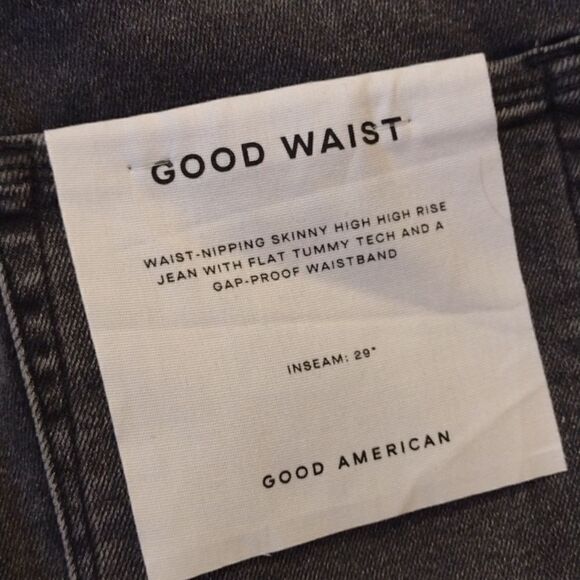 GOOD WAIST
WAIST-NIPPING SKINNY HIGH HIGH RISE
JEAN WITH FLAT TUMMY TECH AND A
GAP-PROOF WAISTBAND
INSEAM: 29"
GOOD AMERICAN